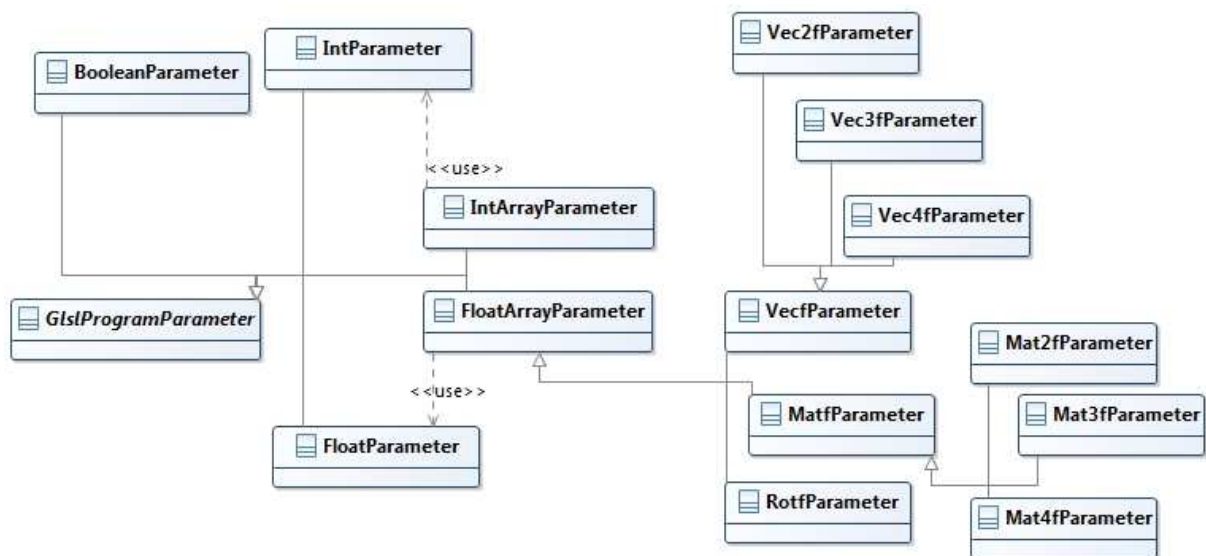 IntParameter
Vec2fParameter
BooleanParameter
Vec3fParameter
<<use>>
IntArrayParameter
Vec4fParameter
GlslProgramParameter
FloatArrayParameter
VecfParameter
Mat2fParameter
<<use>>
MatfParameter
Mat3fParameter
FloatParameter
RotfParameter
Mat4fParameter